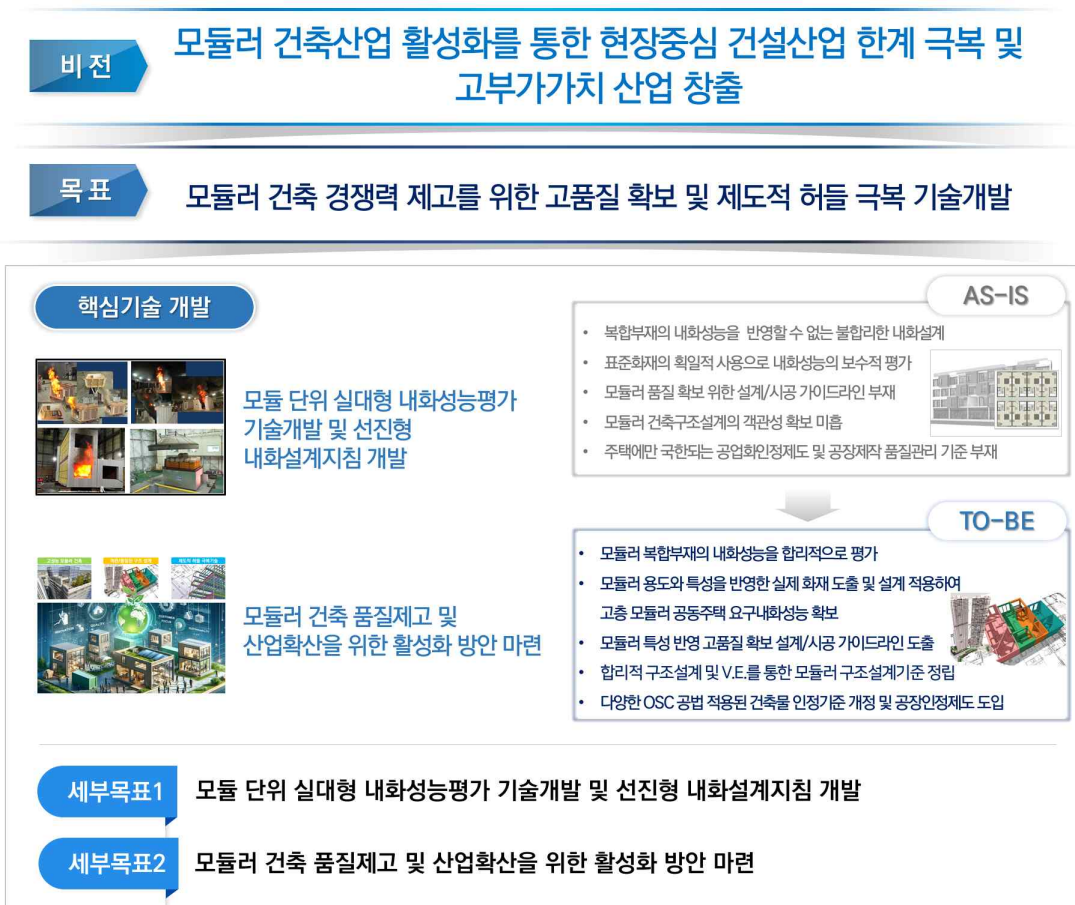 비전
모듈러 건축산업 활성화를 통한 현장중심 건설산업 한계 극복 및
고부가가치 산업 창출
목표
모듈러 건축 경쟁력 제고를 위한 고품질 확보 및 제도적 허들 극복 기술개발
핵심기술 개발
모듈 단위 실대형 내화성능평가
기술개발 및 선진형
내화설계지침 개발
모듈러 건축 품질제고 및
산업확산을 위한 활성화 방안 마련
AS-IS
• 복합부재의 내화성능을 반영할 수 없는 불합리한 내화설계
• 표준화재의 획일적 사용으로 내화성능의 보수적 평가
• 모듈러 품질 확보 위한 설계/시공 가이드라인 부재
• 모듈러 건축구조설계의 객관성 확보 미흡
• 주택에만 국한되는 공업화인정제도 및 공장제작 품질관리 기준 부재
TO-BE
• 모듈러 복합부재의 내화성능을 합리적으로 평가
• 모듈러 용도와 특성을 반영한 실제 화재 도출 및 설계 적용하여
고층 모듈러 공동주택 요구내화성능 확보
• 모듈러 특성 반영 고품질 확보 설계/시공 가이드라인 도출
• 합리적 구조설계 및 V.E.를 통한 모듈러 구조설계기준 정립
• 다양한 OSC 공법 적용된 건축물 인정기준 개정 및 공장인정제도 도입
세부목표1
모듈 단위 실대형 내화성능평가 기술개발 및 선진형 내화설계지침 개발
세부목표2
모듈러 건축 품질제고 및 산업확산을 위한 활성화 방안 마련